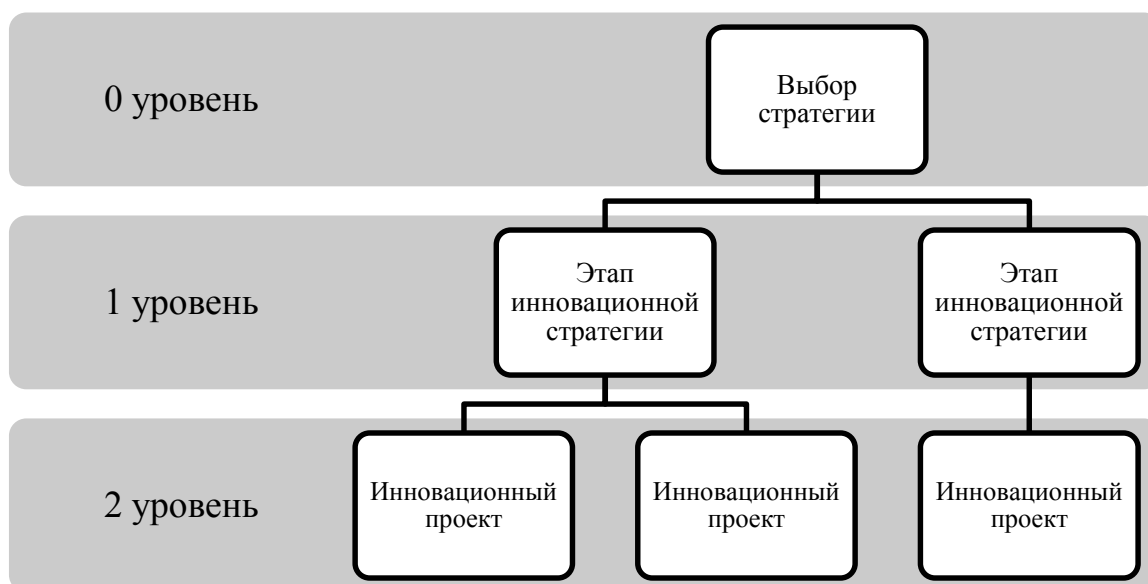 0 уровень
Выбор
стратегии
1 уровень
Этап
инновационной
стратегии
Этап
инновационной
стратегии
2 уровень
Инновационный
проект
Инновационный
проект
Инновационный
проект